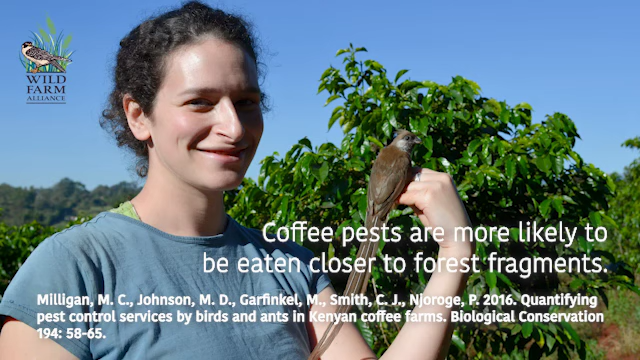 WILD
FARM
ALLIANCE
Coffee pests are more likely to
be eaten closer to forest fragments.
Milligan, M. C., Johnson, M. D., Garfinkel, M., Smith, C. J., Njoroge, P. 2016. Quantifying
pest control services by birds and ants in Kenyan coffee farms. Biological Conservation
194: 58-65.